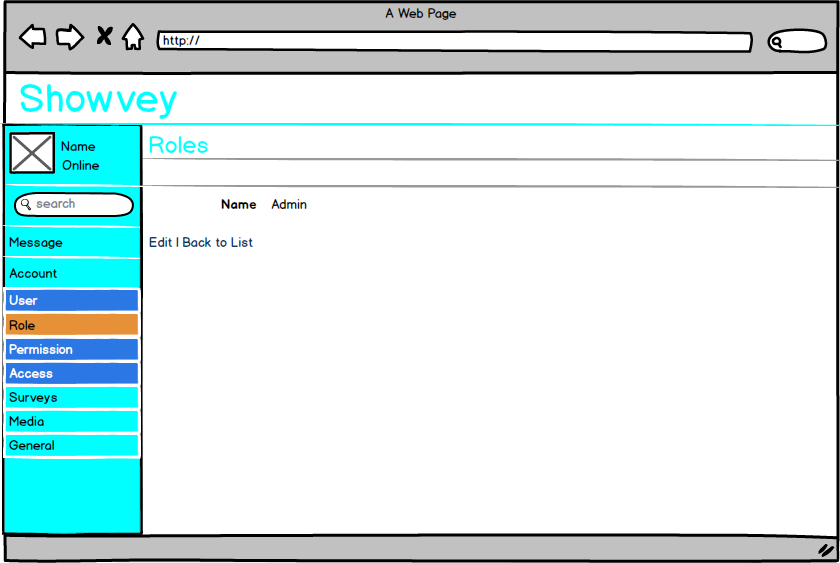 A Web Page
http://
Showvey
Name
Online
Roles
search
Name Admin
Message
Edit | Back to List
Account
User
Role
Permission
Access
Surveys
Media
General